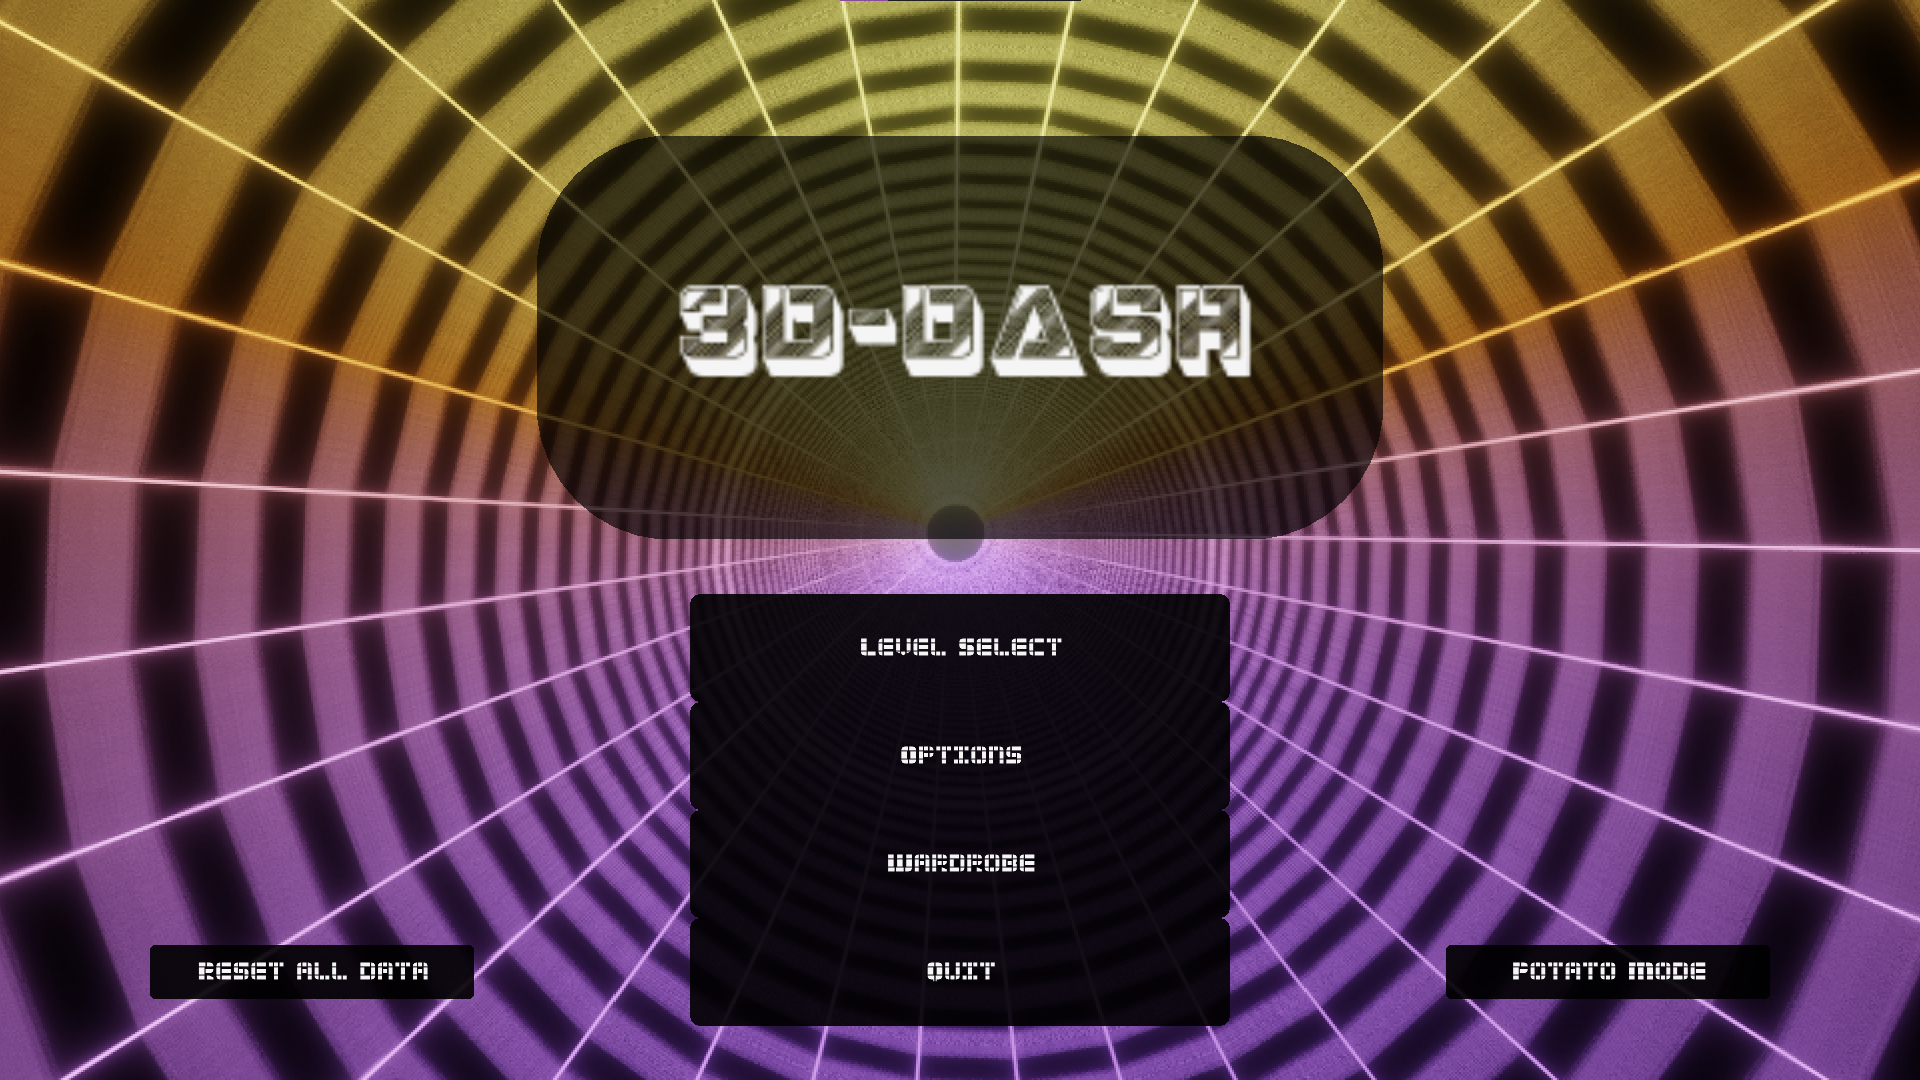 3D-DASH
LEVEL SELECT
OPTIONS
WARDROBE
QUIT
RESET ALL DATA
POTATO MODE